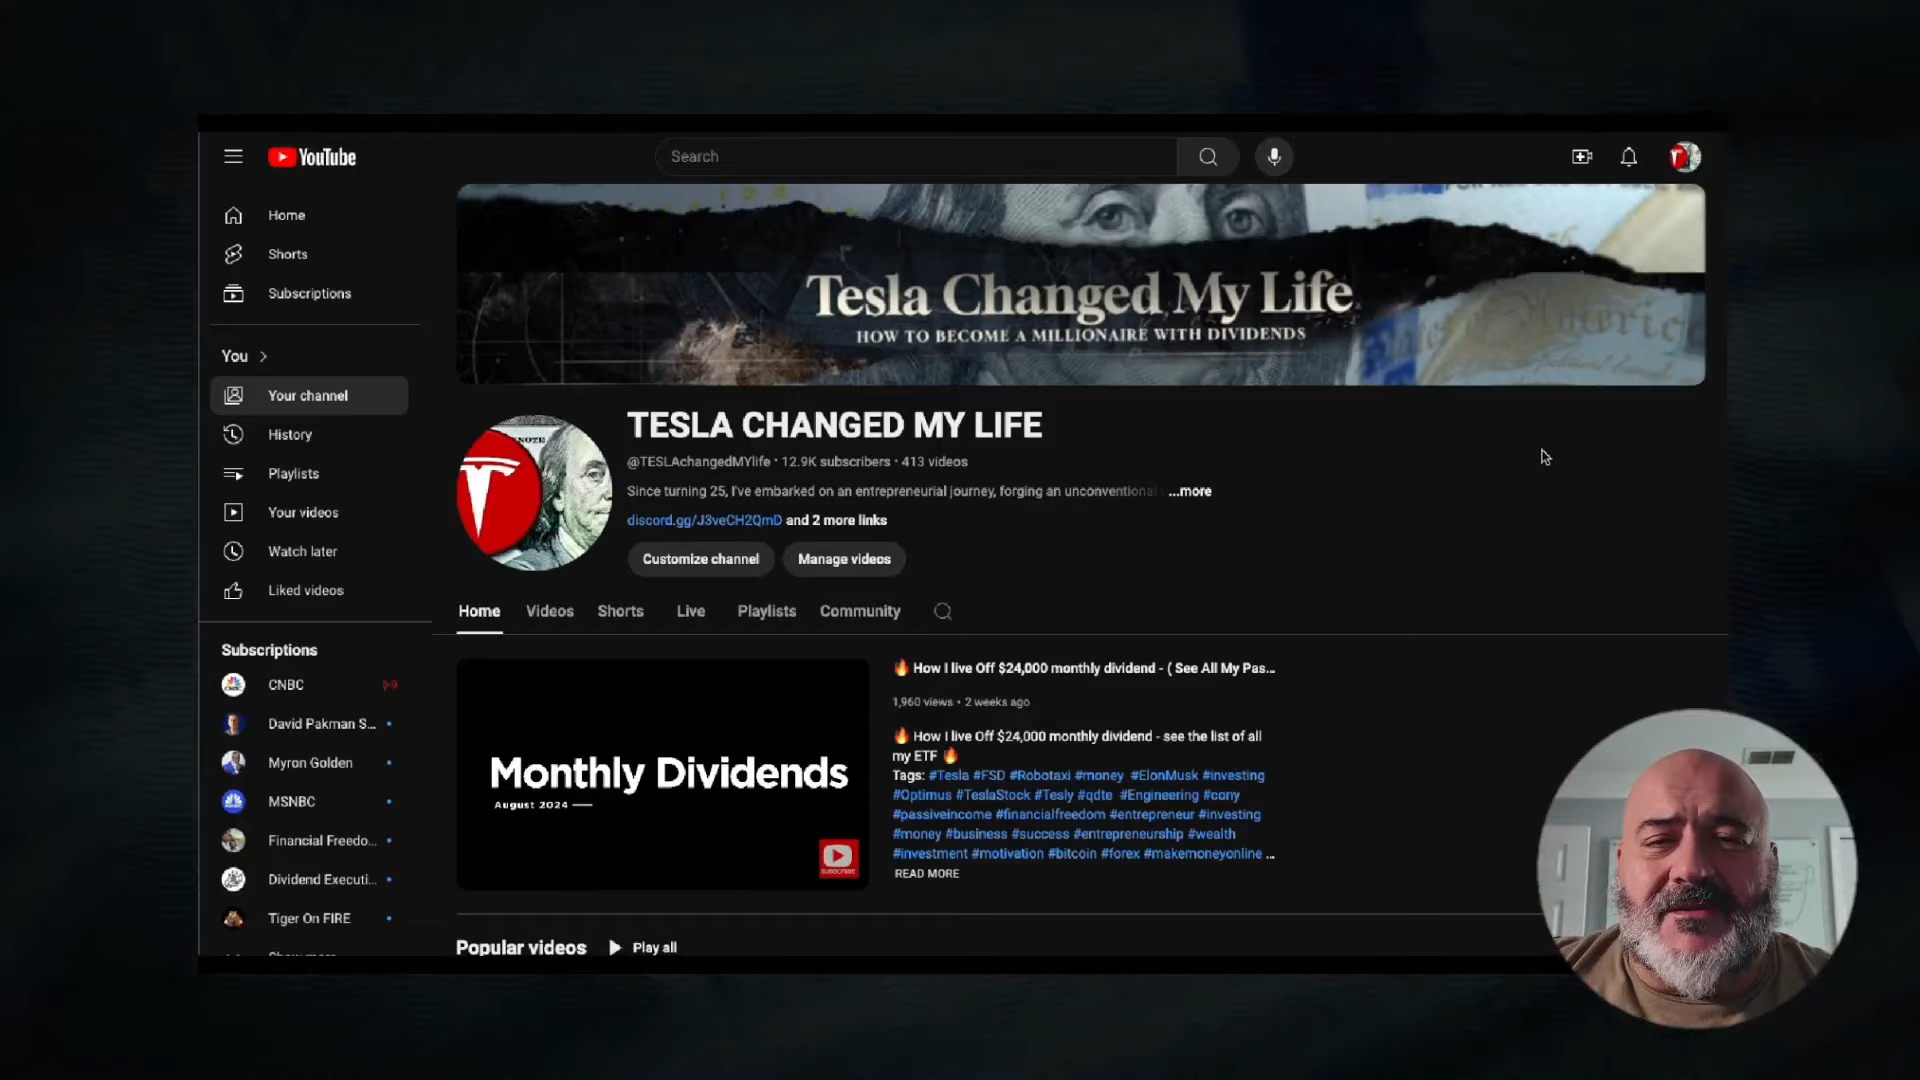 YouTube
Search
Home
Shorts
Subscriptions
You
Your channel
History
Playlists
Your videos
Watch later
Liked videos
Subscriptions
CNBC
David Pakman S...
Myron Golden
MSNBC
Financial Freedo...
Dividend Executi...
Tiger On FIRE
Tesla Changed My Life
HOW TO BECOME A MILLIONAIRE WITH DIVIDENDS
NOTE
TESLA CHANGED MY LIFE
@TESLAchangedMYlife • 12.9K subscribers • 413 videos
Since turning 25, I've embarked on an entrepreneurial journey, forging an unconventional ...more
discord.gg/J3veCH2QmD and 2 more links
Customize channel Manage videos
Home Videos Shorts Live Playlists Community
Monthly Dividends
August 2024
SUBSCRIBE
🔥 How I live Off $24,000 monthly dividend - ( See All My Pas...
1,960 views • 2 weeks ago
🔥 How I live Off $24,000 monthly dividend - see the list of all
my ETF 🔥
Tags: #Tesla #FSD #Robotaxi #money #ElonMusk #investing
#Optimus #TeslaStock #Tesly #qdte #Engineering #cony
#passiveincome #financialfreedom #entrepreneur #investing
#money #business #success #entrepreneurship #wealth
#investment #motivation #bitcoin #forex #makemoneyonline ...
READ MORE
Popular videos Play all